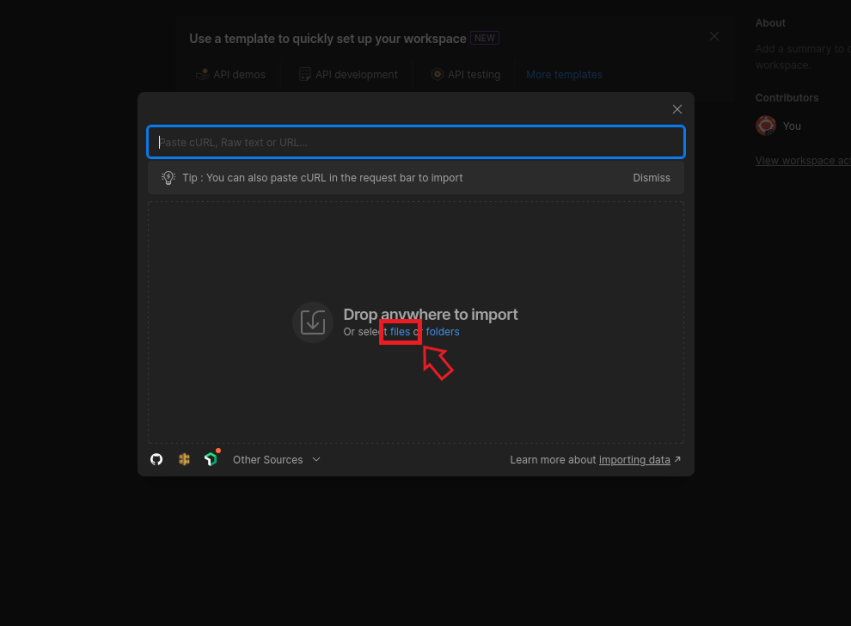 Use a template to quickly set up your workspace NEW
API demos
API development
API testing
More templates
About
Add a summary to
workspace.
Contributors
You
View workspace
Paste cURL, Raw text or URL...
Tip : You can also paste cURL in the request bar to import
Dismiss
Drop anywhere to import
Or select files or folders
Other Sources
Learn more about importing data ↗